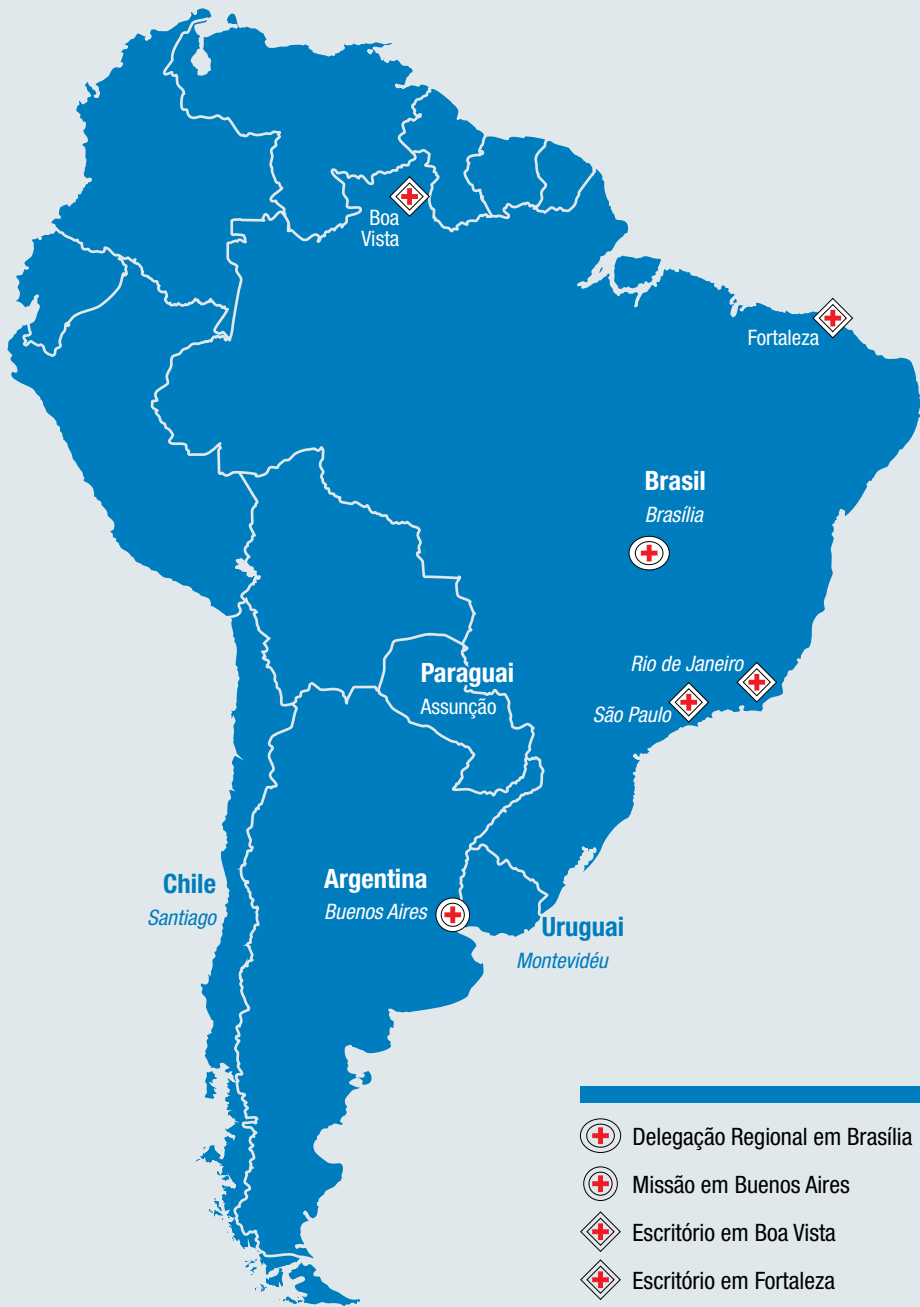 Boa
Vista
Fortaleza
Brasil
Brasília
Rio de Janeiro
São Paulo
Paraguai
Assunção
Chile
Santiago
Argentina
Buenos Aires
Uruguai
Montevidéu
Delegação Regional em Brasília
Missão em Buenos Aires
Escritório em Boa Vista
Escritório em Fortaleza